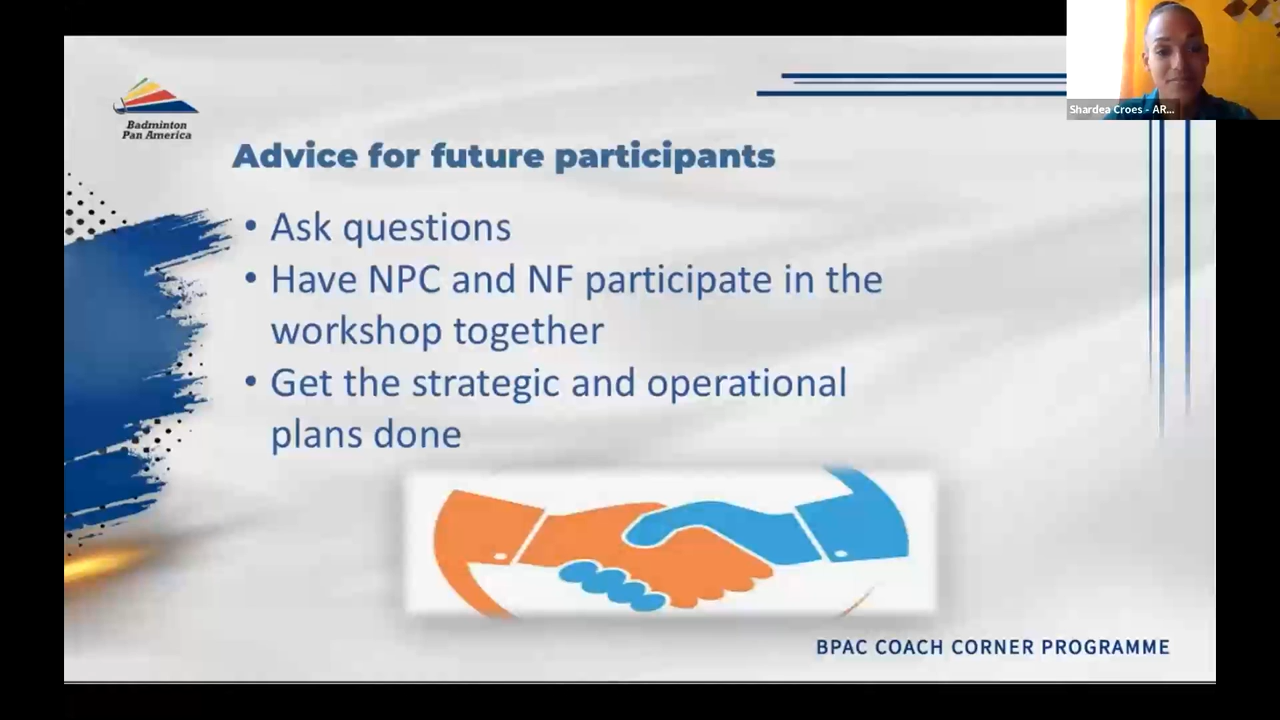 Shardea Croes - AR...
Badminton
Pan America
Advice for future participants
• Ask questions
• Have NPC and NF participate in the
workshop together
• Get the strategic and operational
plans done
BPAC COACH CORNER PROGRAMME